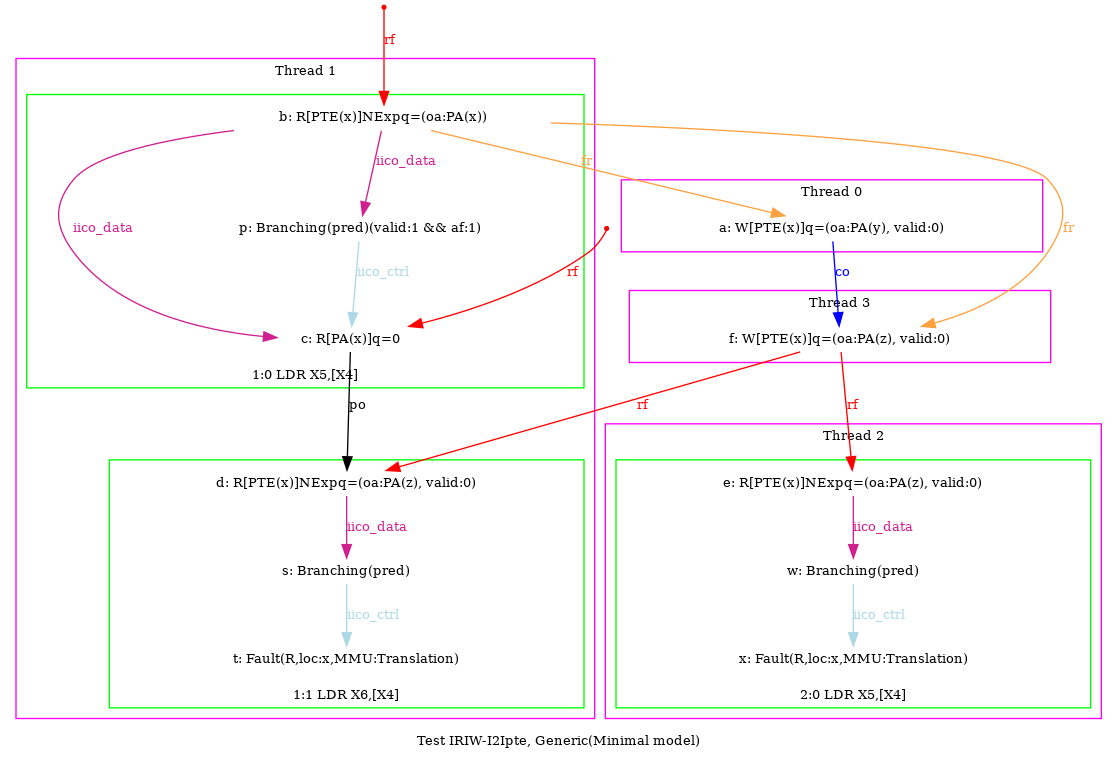 rf
Thread 1
b: R[PTE(x)]NExpq=(oa:PA(x))
iico_data
fr
Thread 0
iico_data
p: Branching(pred)(valid:1 && af:1)
a: W[PTE(x)]q=(oa:PA(y), valid:0)
fr
iico_ctrl
rf
co
Thread 3
c: R[PA(x)]q=0
f: W[PTE(x)]q=(oa:PA(z), valid:0)
1:0 LDR X5,[X4]
po
rf
rf
Thread 2
d: R[PTE(x)]NExpq=(oa:PA(z), valid:0)
e: R[PTE(x)]NExpq=(oa:PA(z), valid:0)
iico_data
iico_data
s: Branching(pred)
w: Branching(pred)
iico_ctrl
iico_ctrl
t: Fault(R,loc:x,MMU:Translation)
x: Fault(R,loc:x,MMU:Translation)
1:1 LDR X6,[X4]
2:0 LDR X5,[X4]
Test IRIW-I2Ipte, Generic(Minimal model)